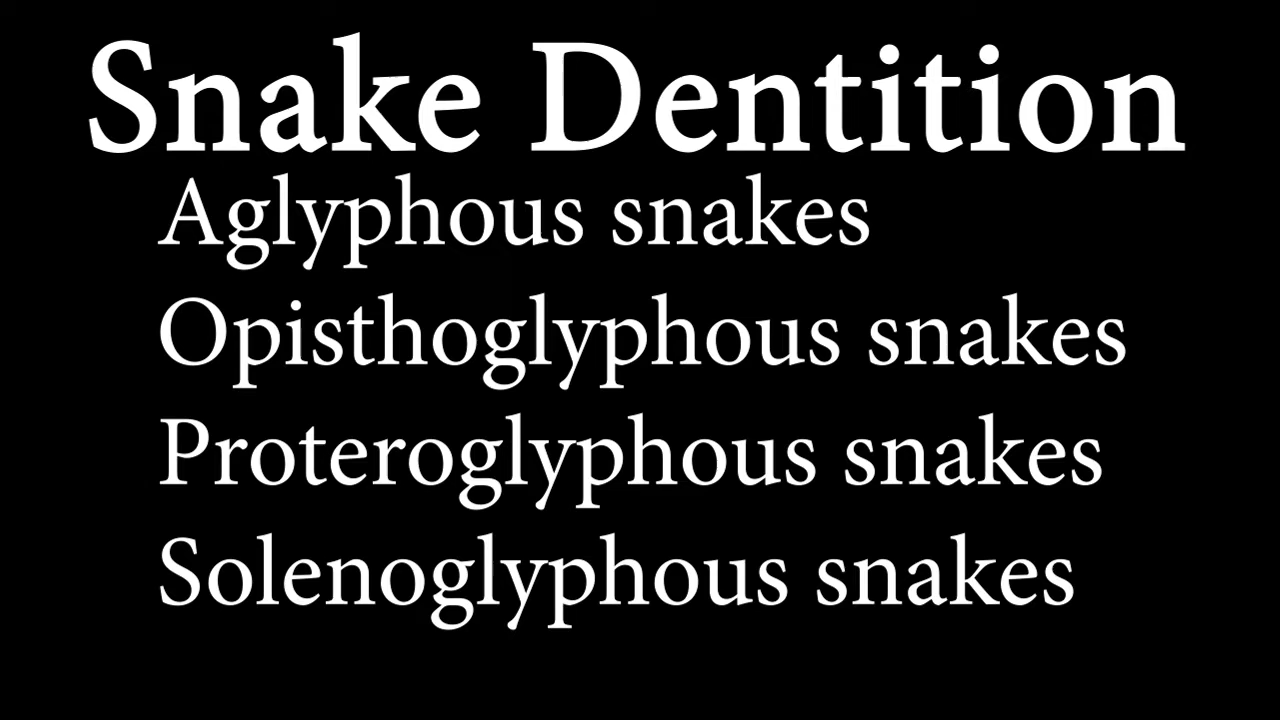 Snake Dentition
Aglyphous snakes
Opisthoglyphous snakes
Proteroglyphous snakes
Solenoglyphous snakes